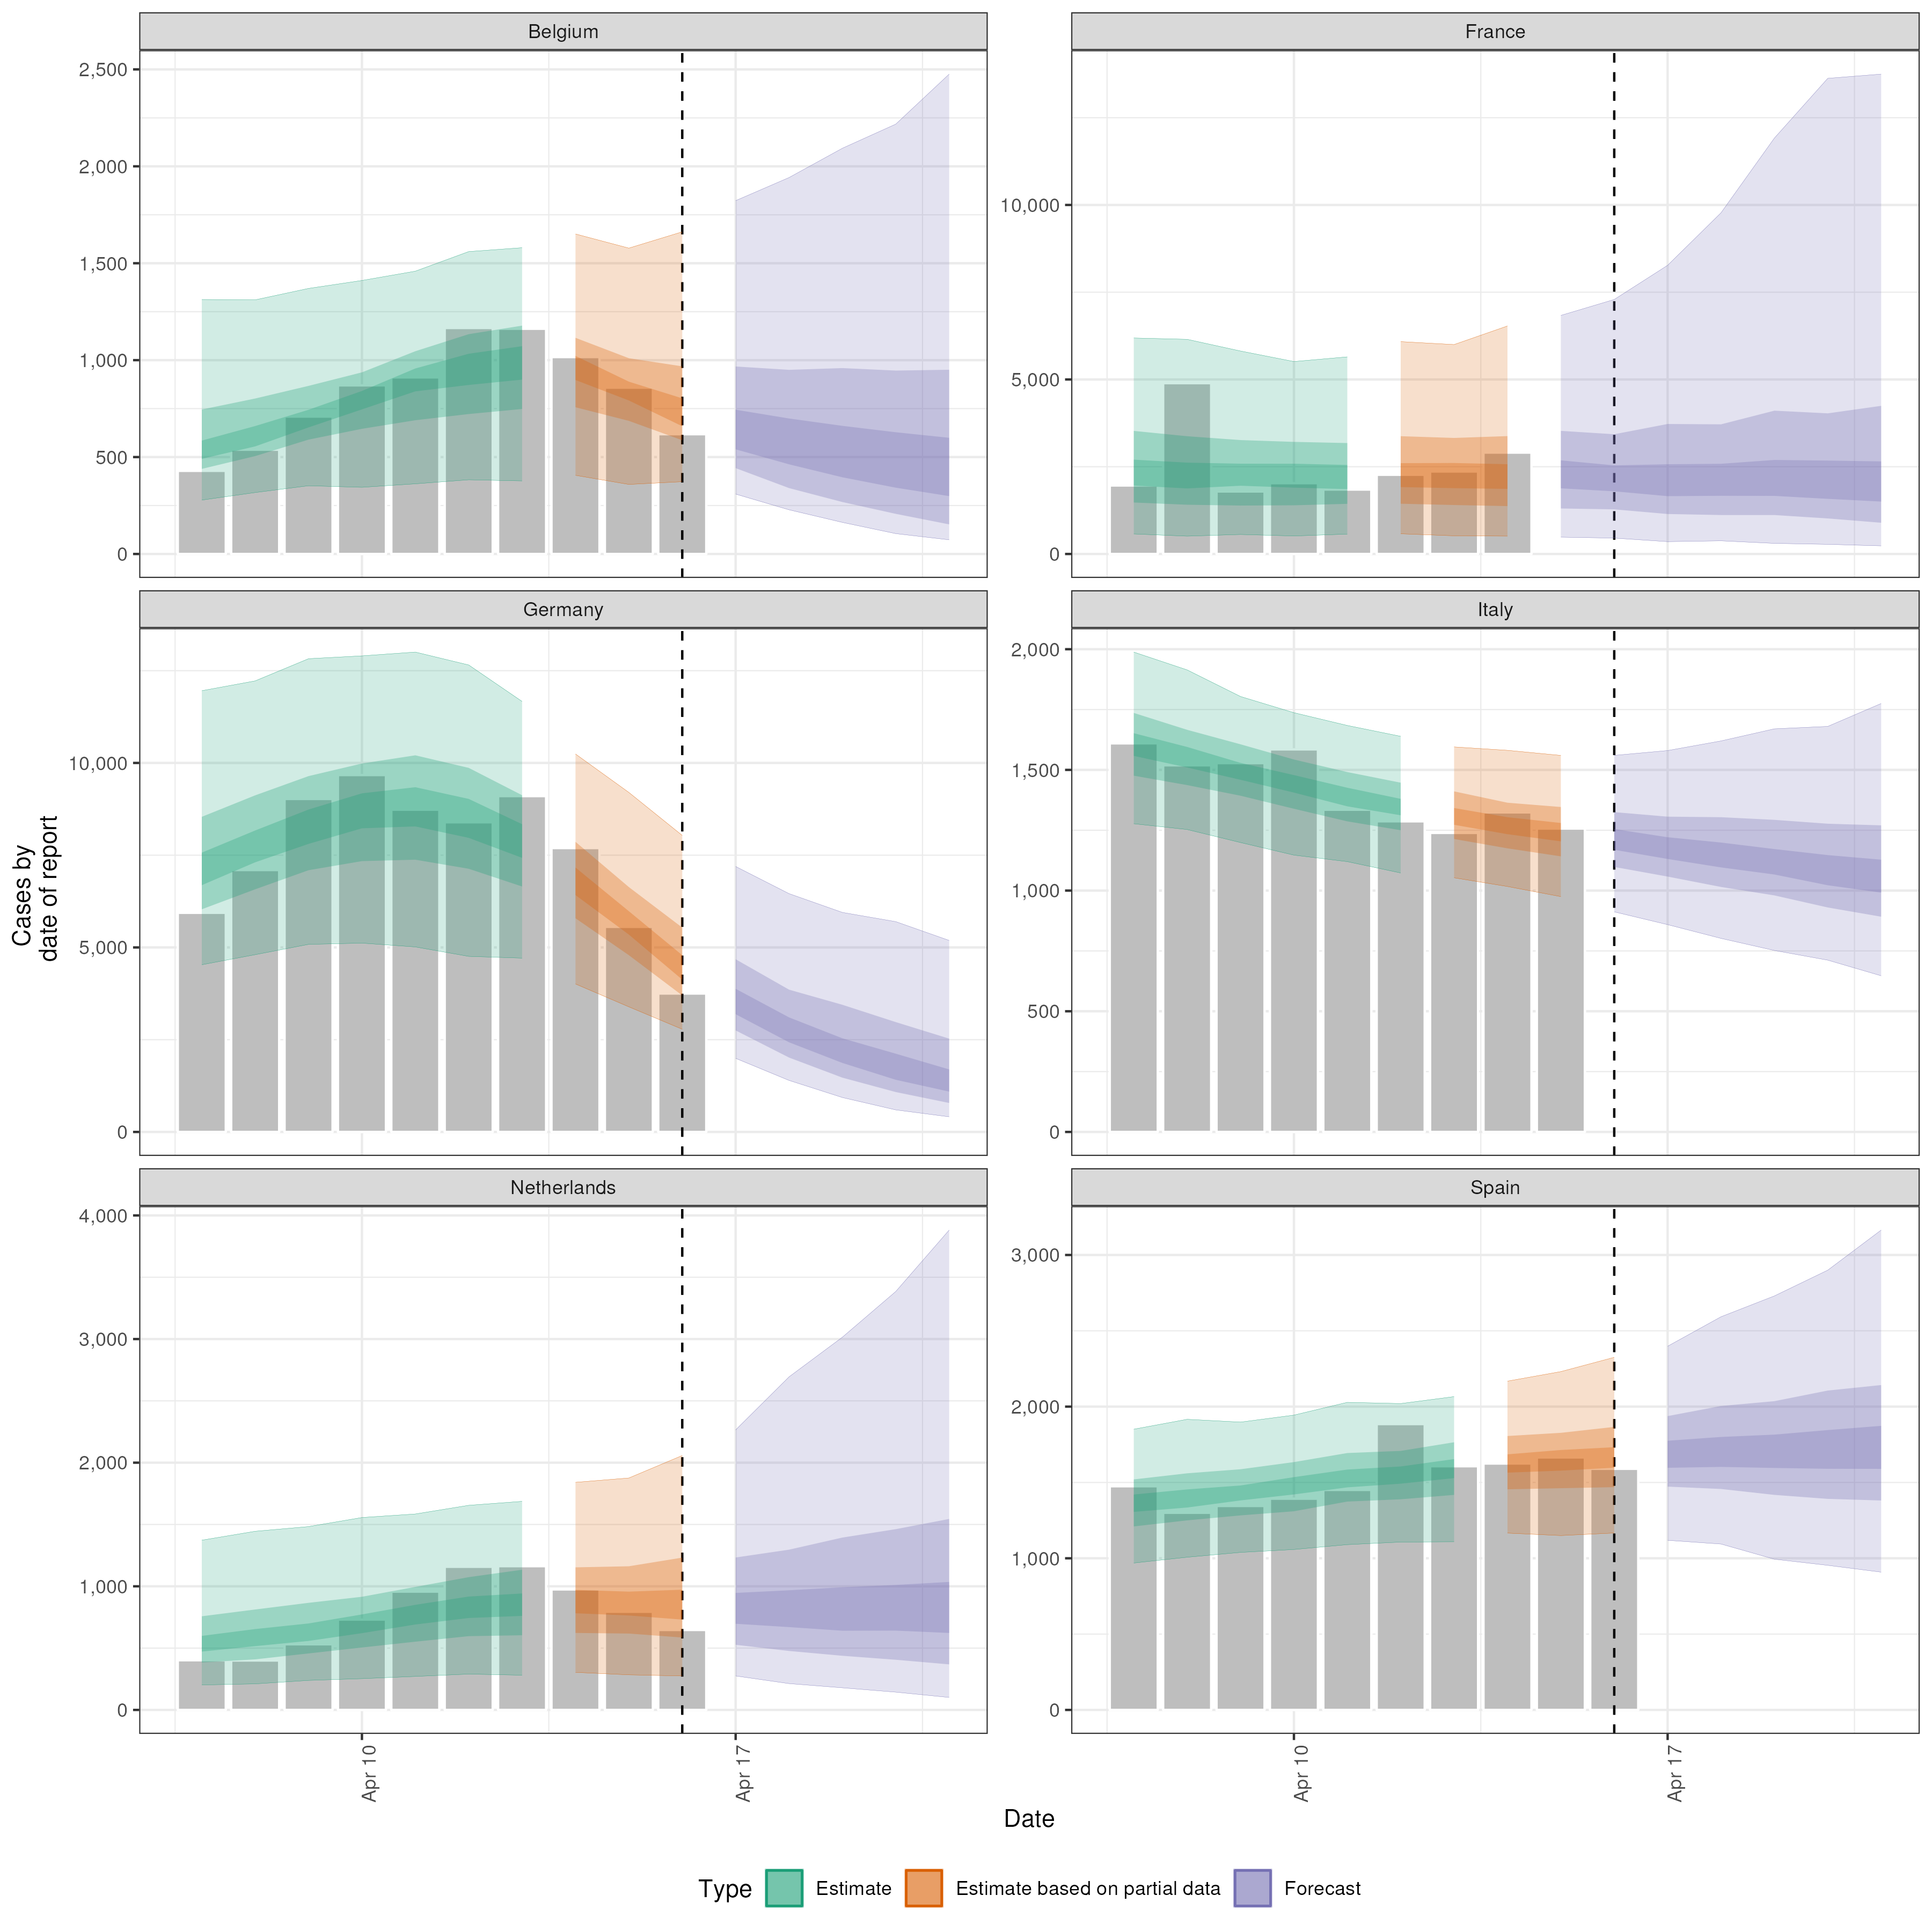 Belgium
France
2,500
2,000
1,500
1,000
500
0
10,000
5,000
0
Germany
Italy
10,000
5,000
0
2,000
1,500
1,000
500
0
Cases by
date of report
Netherlands
Spain
4,000
3,000
2,000
1,000
0
3,000
2,000
1,000
0
Apr 10
Apr 17
Apr 10
Apr 17
Date
Type Estimate Estimate based on partial data Forecast